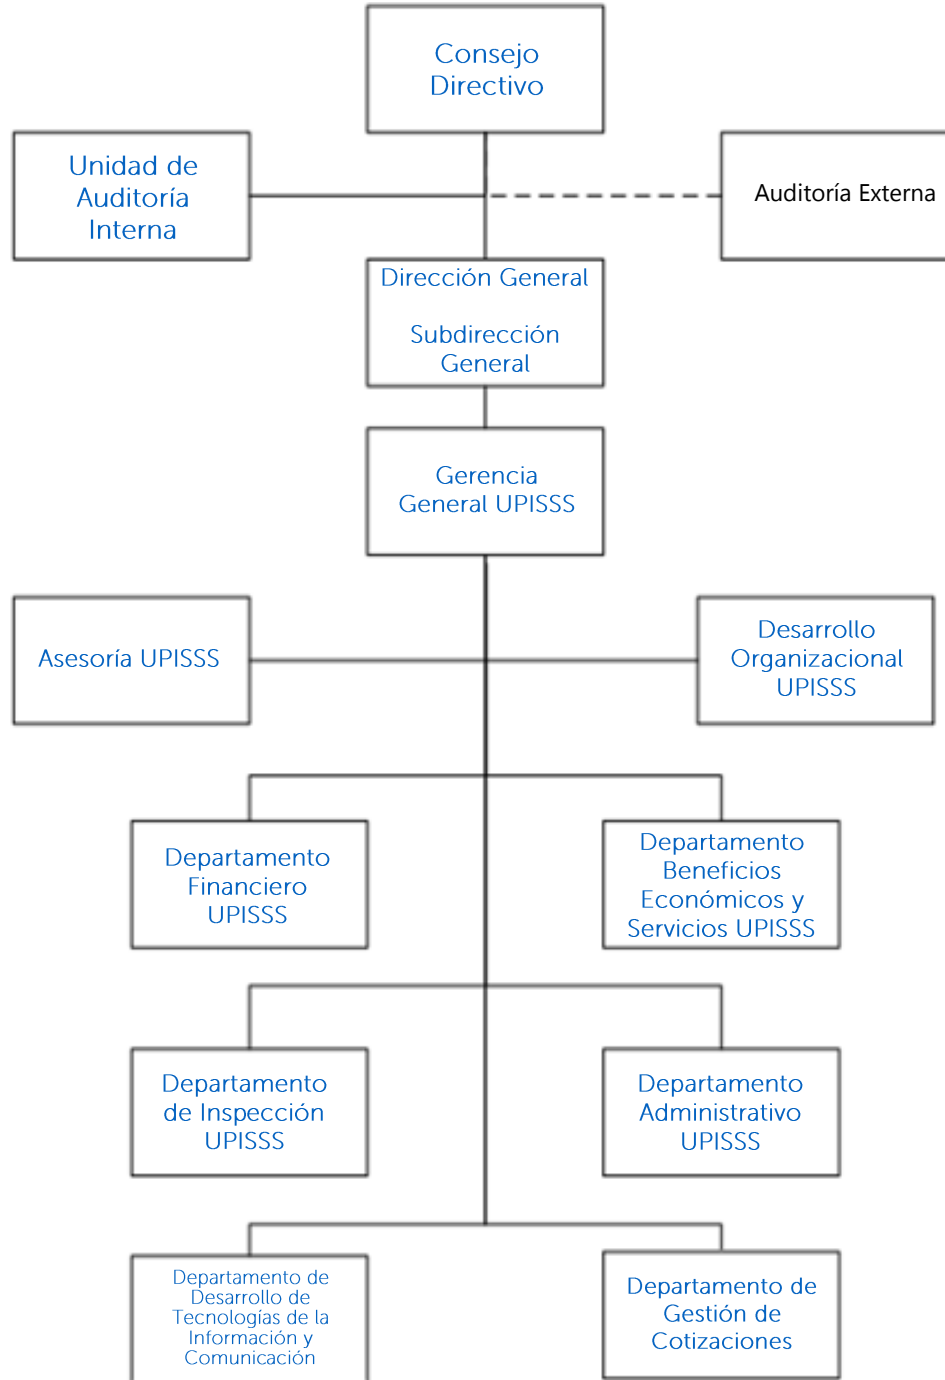 Consejo
Directivo
Unidad de
Auditoría
Interna
Auditoría Externa
Dirección General
Subdirección
General
Gerencia
General UPISSS
Asesoría UPISSS
Desarrollo
Organizacional
UPISSS
Departamento
Financiero
UPISSS
Departamento
Beneficios
Económicos y
Servicios UPISSS
Departamento
de Inspección
UPISSS
Departamento
Administrativo
UPISSS
Departamento de
Desarrollo de
Tecnologías de la
Información y
Comunicación
Departamento de
Gestión de
Cotizaciones